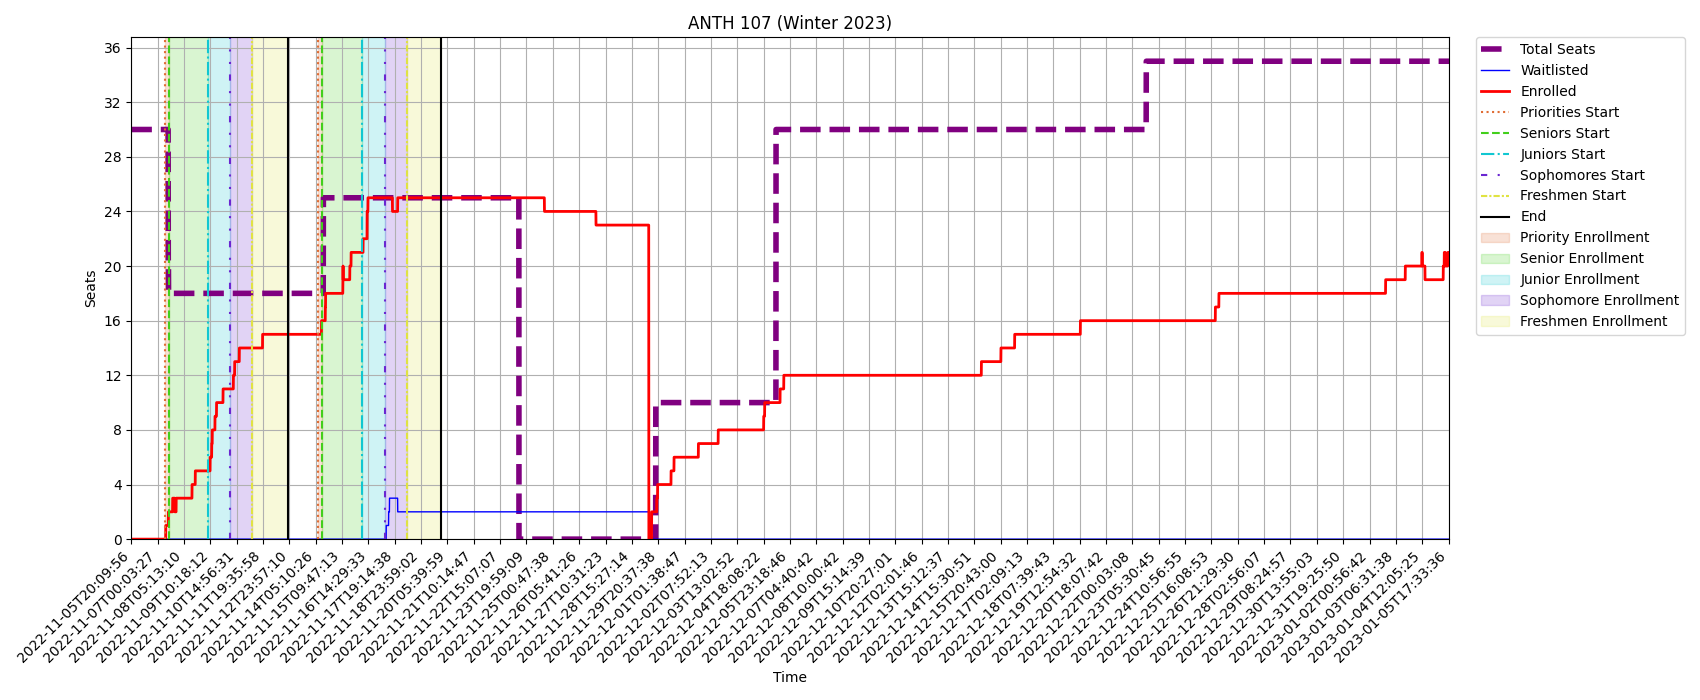 ANTH 107 (Winter 2023)
Seats
36
32
28
24
20
16
12
8
4
0
Total Seats
Waitlisted
Enrolled
Priorities Start
Seniors Start
Juniors Start
Sophomores Start
Freshmen Start
End
Priority Enrollment
Senior Enrollment
Junior Enrollment
Sophomore Enrollment
Freshmen Enrollment
2022-11-05T20:09:56
2022-11-07T00:03:27
2022-11-08T05:13:10
2022-11-09T10:18:12
2022-11-10T14:56:31
2022-11-11T19:35:58
2022-11-12T23:57:10
2022-11-14T05:10:26
2022-11-15T09:47:13
2022-11-16T14:29:33
2022-11-17T19:14:38
2022-11-18T23:59:02
2022-11-20T05:39:59
2022-11-21T10:14:47
2022-11-22T15:07:07
2022-11-23T19:59:09
2022-11-25T00:47:38
2022-11-26T05:41:26
2022-11-27T10:31:23
2022-11-28T15:27:14
2022-11-29T20:37:38
2022-12-01T01:38:47
2022-12-02T07:52:13
2022-12-03T13:02:52
2022-12-04T18:08:22
2022-12-05T23:18:46
2022-12-07T04:40:42
2022-12-08T10:00:42
2022-12-09T15:14:39
2022-12-10T20:27:01
2022-12-12T02:01:46
2022-12-13T15:12:37
2022-12-14T15:30:51
2022-12-15T20:43:00
2022-12-17T02:09:13
2022-12-18T07:39:43
2022-12-19T12:54:32
2022-12-20T18:07:42
2022-12-22T00:03:08
2022-12-23T05:30:45
2022-12-24T10:56:55
2022-12-25T16:08:53
2022-12-26T21:29:30
2022-12-28T02:56:07
2022-12-29T08:24:57
2022-12-30T13:55:03
2022-12-31T19:25:50
2023-01-02T00:56:42
2023-01-03T06:31:38
2023-01-04T12:05:25
2023-01-05T17:33:36
Time